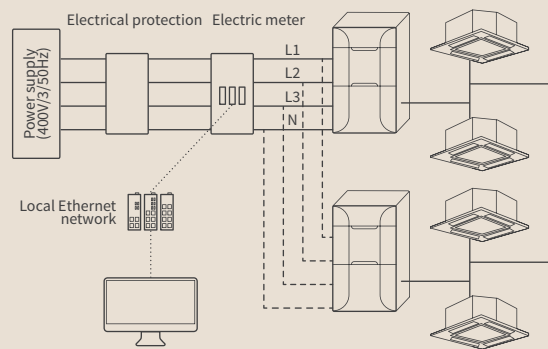 Electrical protection
Electric meter
Power supply
(400V/3/50Hz)
L1
L2
L3
N
Local Ethernet
network